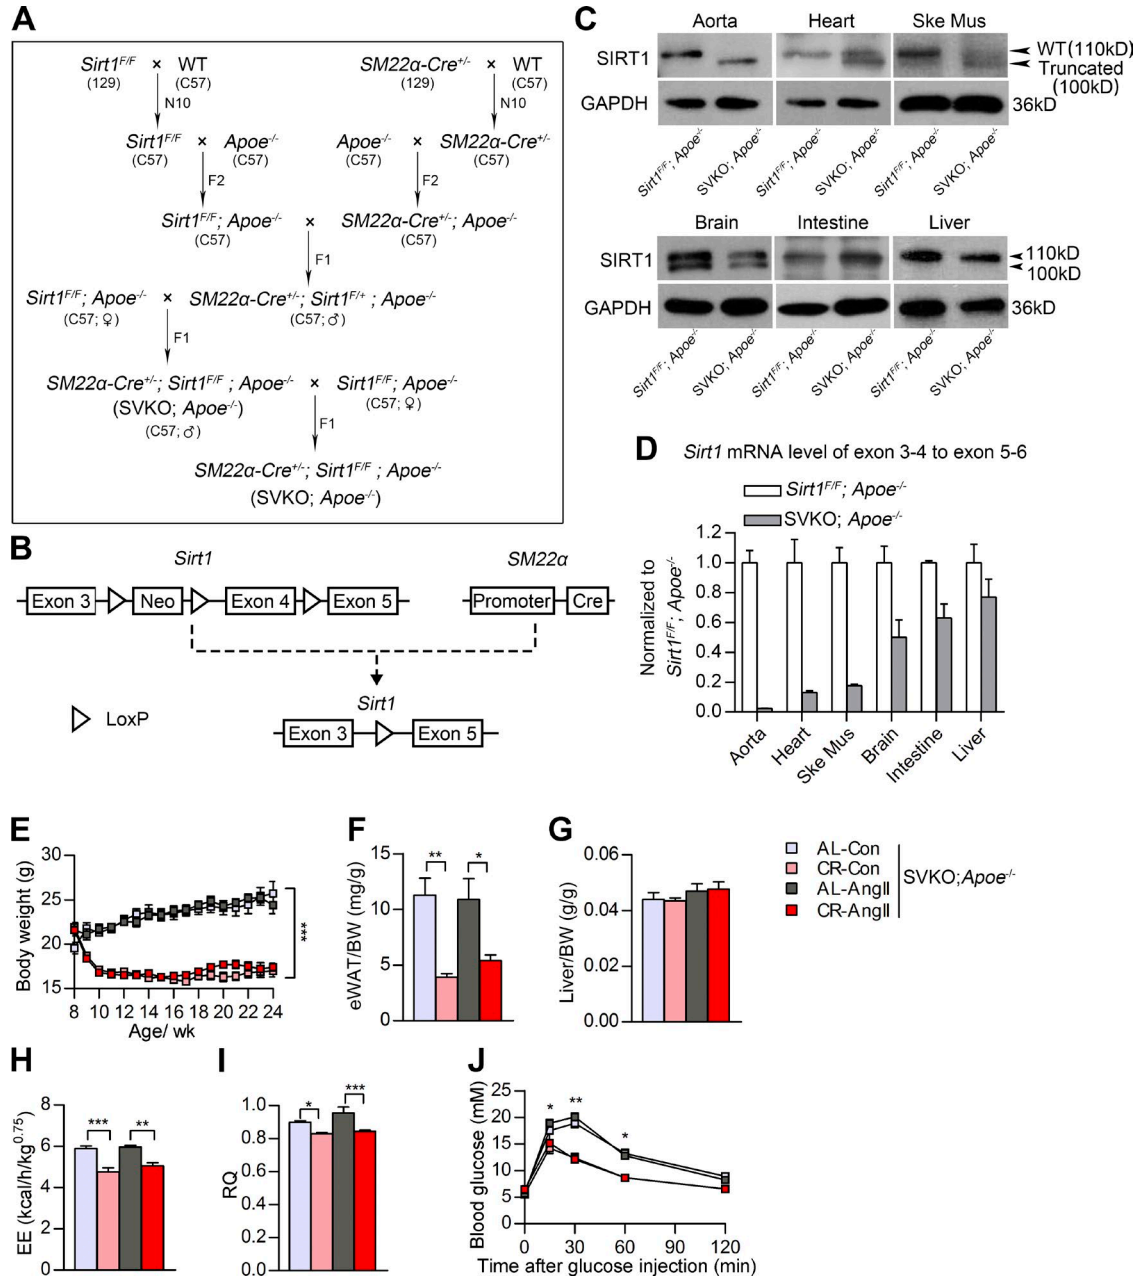 A
Sirt1F/F × WT
(129) (C57)
SM22α-Cre+/- × WT
(129) (C57)
N10
N10
Sirt1F/F × Apoe-/-
(C57) (C57)
Apoe-/- × SM22α-Cre+/-
(C57) (C57)
F2
F2
Sirt1F/F; Apoe-/- × SM22α-Cre+/-; Apoe-/-
(C57) (C57)
F1
Sirt1F/F; Apoe-/- × SM22α-Cre+/-; Sirt1F/+ ; Apoe-/-
(C57; ♀) (C57; ♂)
F1
SM22α-Cre+/-; Sirt1F/F ; Apoe-/- × Sirt1F/F; Apoe-/-
(SVKO; Apoe-/-) (C57; ♀)
(C57; ♂)
F1
SM22α-Cre+/-; Sirt1F/F ; Apoe-/-
(SVKO; Apoe-/-)
B
Sirt1
SM22α
Exon 3 Neo Exon 4 Exon 5
Promoter Cre
Sirt1
LoxP
Exon 3 Exon 5
C
Aorta Heart Ske Mus
SIRT1
WT(110kD)
Truncated
(100kD)
GAPDH
36kD
Sirt1F/F; Apoe-/- SVKO; Apoe-/- Sirt1F/F; Apoe-/- SVKO; Apoe-/- Sirt1F/F; Apoe-/- SVKO; Apoe-/-
Brain Intestine Liver
SIRT1
110kD
100kD
GAPDH
36kD
Sirt1F/F; Apoe-/- SVKO; Apoe-/- Sirt1F/F; Apoe-/- SVKO; Apoe-/- Sirt1F/F; Apoe-/- SVKO; Apoe-/-
D
Sirt1 mRNA level of exon 3-4 to exon 5-6
Sirt1F/F; Apoe-/-
SVKO; Apoe-/-
Normalized to
Sirt1F/F; Apoe-/-
1.2
1.0
0.8
0.6
0.4
0.2
0.0
Aorta Heart Ske Mus Brain Intestine Liver
E
Body weight (g)
30
25
20
15
***
8 10 12 14 16 18 20 22 24
Age/ wk
F
eWAT/BW (mg/g)
15
10
5
0
** *
G
Liver/BW (g/g)
0.06
0.04
0.02
0.00
AL-Con
CR-Con
AL-AngII
CR-AngII
SVKO;Apoe-/-
H
EE (kcal/h/kg0.75)
8
6
4
2
0
*** **
I
RQ
1.0
0.8
0.6
0.4
0.2
0.0
* ***
J
Blood glucose (mM)
25
20
15
10
5
0
* ** *
0 30 60 90 120
Time after glucose injection (min)